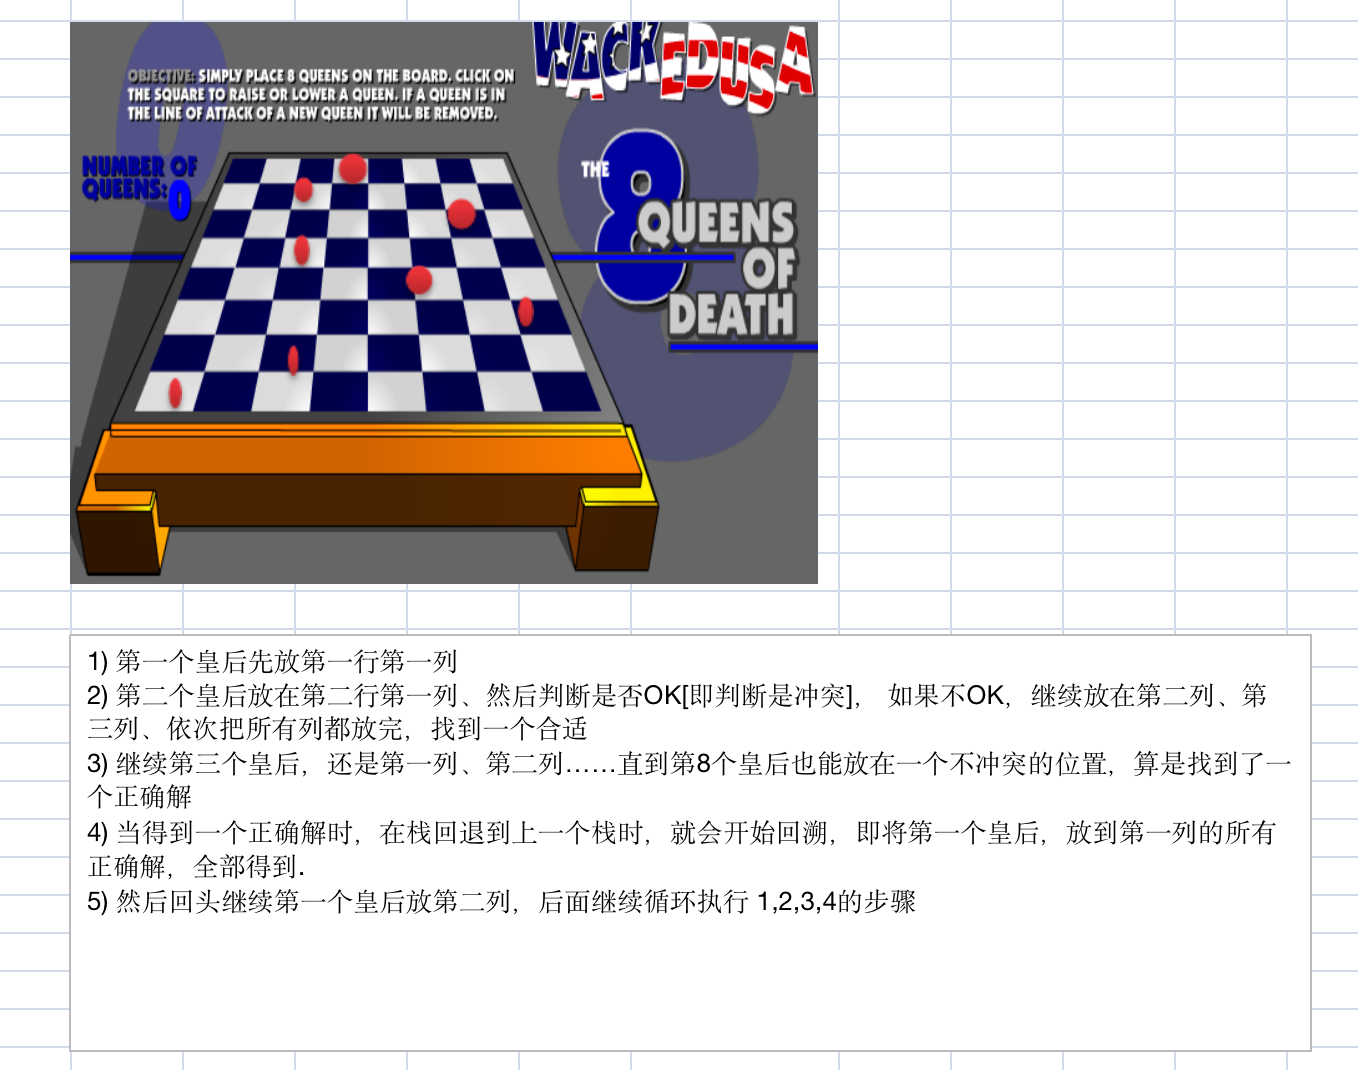 WACKEDUSA
OBJECTIVE: SIMPLY PLACE 8 QUEENS ON THE BOARD. CLICK ON
THE SQUARE TO RAISE OR LOWER A QUEEN. IF A QUEEN IS IN
THE LINE OF ATTACK OF A NEW QUEEN IT WILL BE REMOVED.
NUMBER OF
QUEENS: 0
THE
8
QUEENS
OF
DEATH
1) 第一个皇后先放第一行第一列
2) 第二个皇后放在第二行第一列、然后判断是否OK[即判断是冲突]， 如果不OK，继续放在第二列、第
三列、依次把所有列都放完，找到一个合适
3) 继续第三个皇后，还是第一列、第二列……直到第8个皇后也能放在一个不冲突的位置，算是找到了一
个正确解
4) 当得到一个正确解时，在栈回退到上一个栈时，就会开始回溯，即将第一个皇后，放到第一列的所有
正确解，全部得到.
5) 然后回头继续第一个皇后放第二列，后面继续循环执行 1,2,3,4的步骤